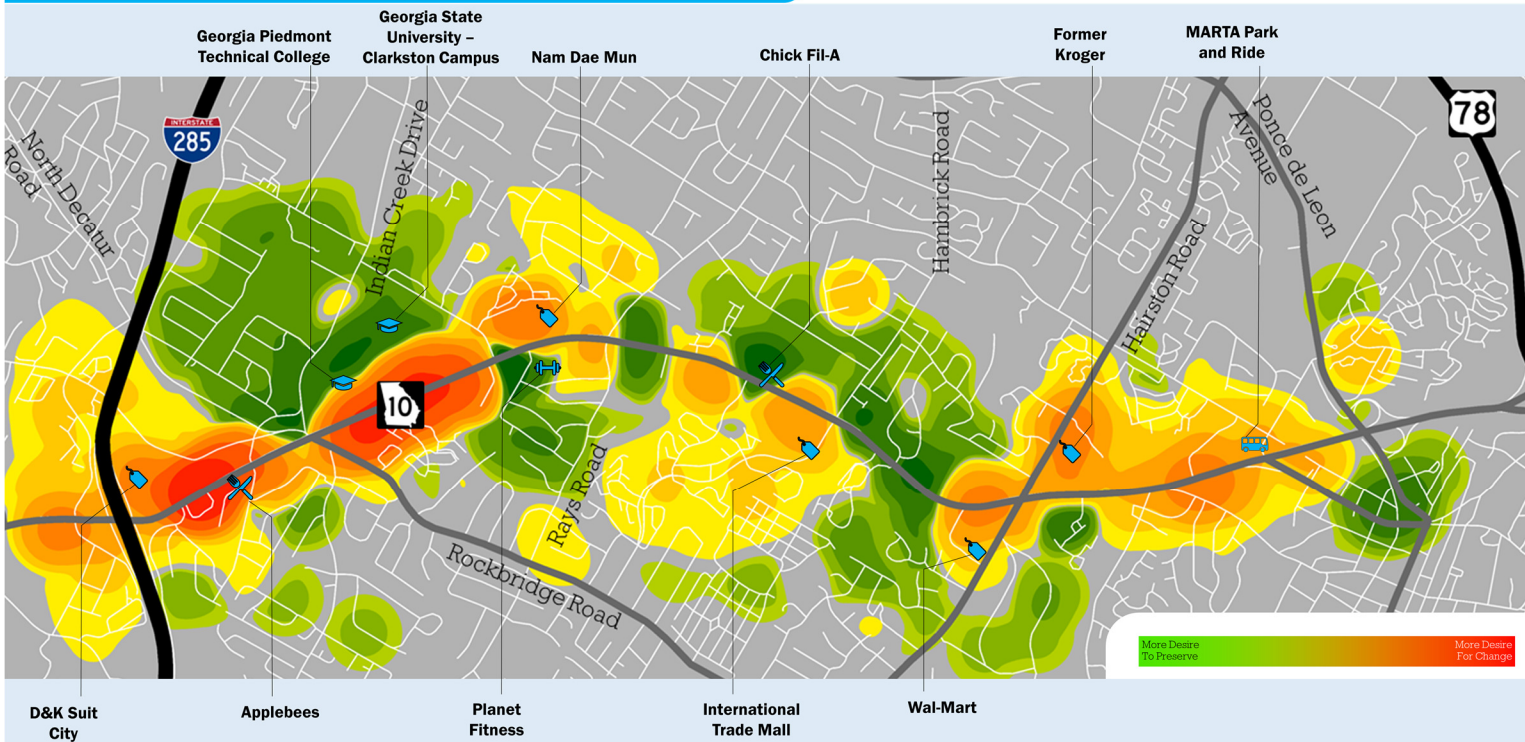 Georgia Piedmont
Technical College
Georgia State
University –
Clarkston Campus
Nam Dae Mun
Chick Fil-A
Former
Kroger
MARTA Park
and Ride
INTERSTATE
285
78
North Decatur
Road
Indian Creek Drive
Hambrick Road
Ponce de Leon
Avenue
Hairston Road
10
Rays Road
Rockbridge Road
More Desire
To Preserve
More Desire
For Change
D&K Suit
City
Applebees
Planet
Fitness
International
Trade Mall
Wal-Mart